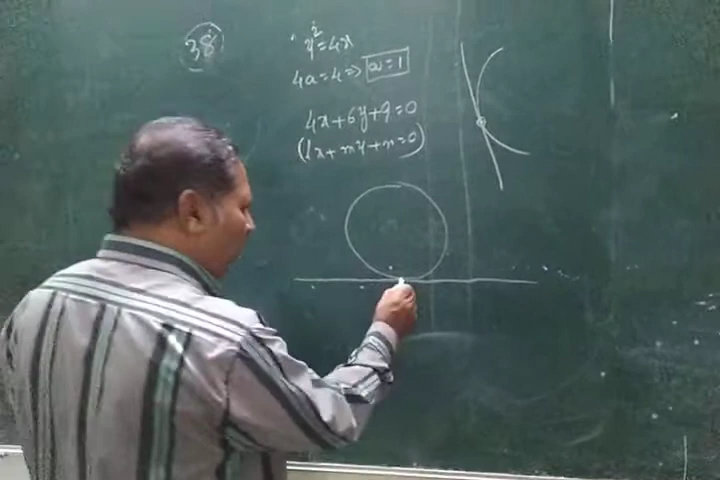 38
y²=4x
4a=4⇒ a=1
4x+6y+9=0
(lx+my+n=0)